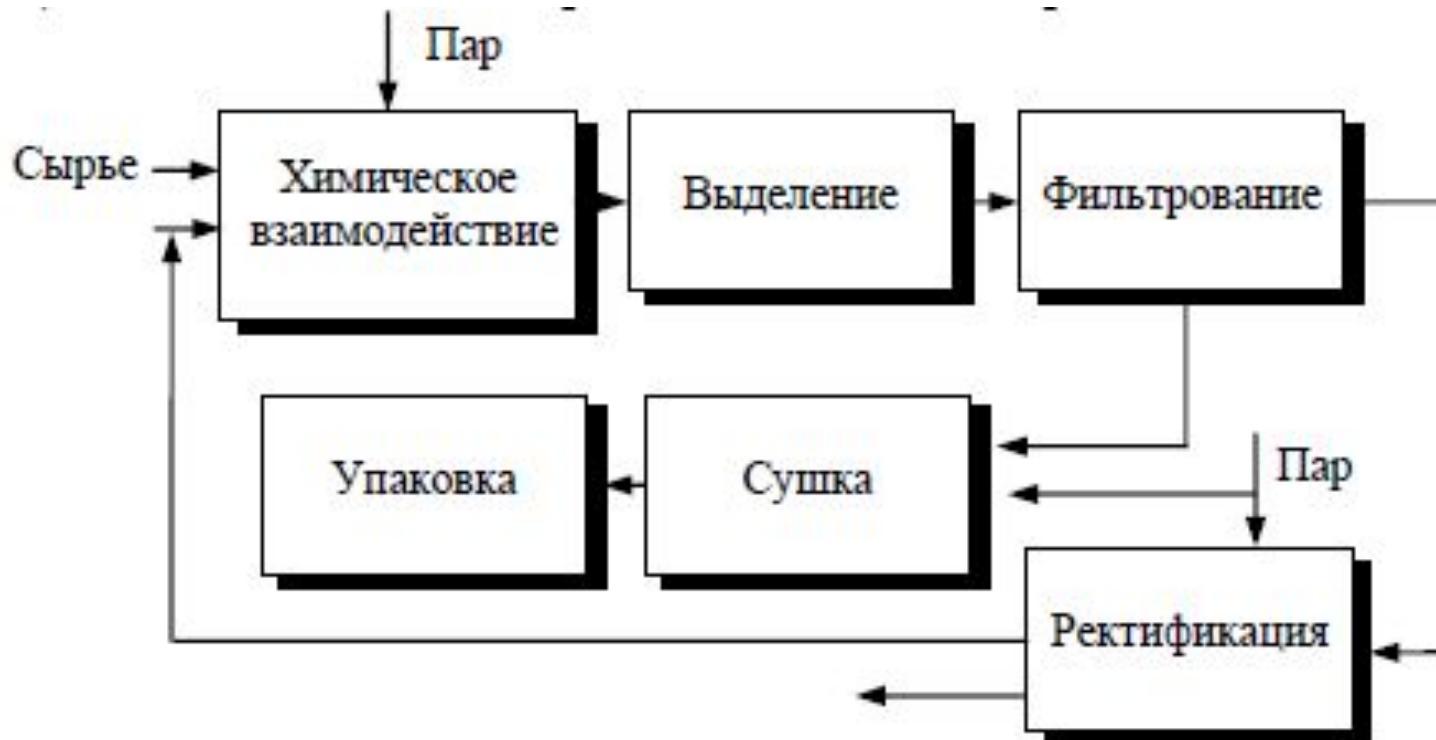 Пар
Сырье
Химическое
взаимодействие
Выделение
Фильтрование
Упаковка
Сушка
Пар
Ректификация